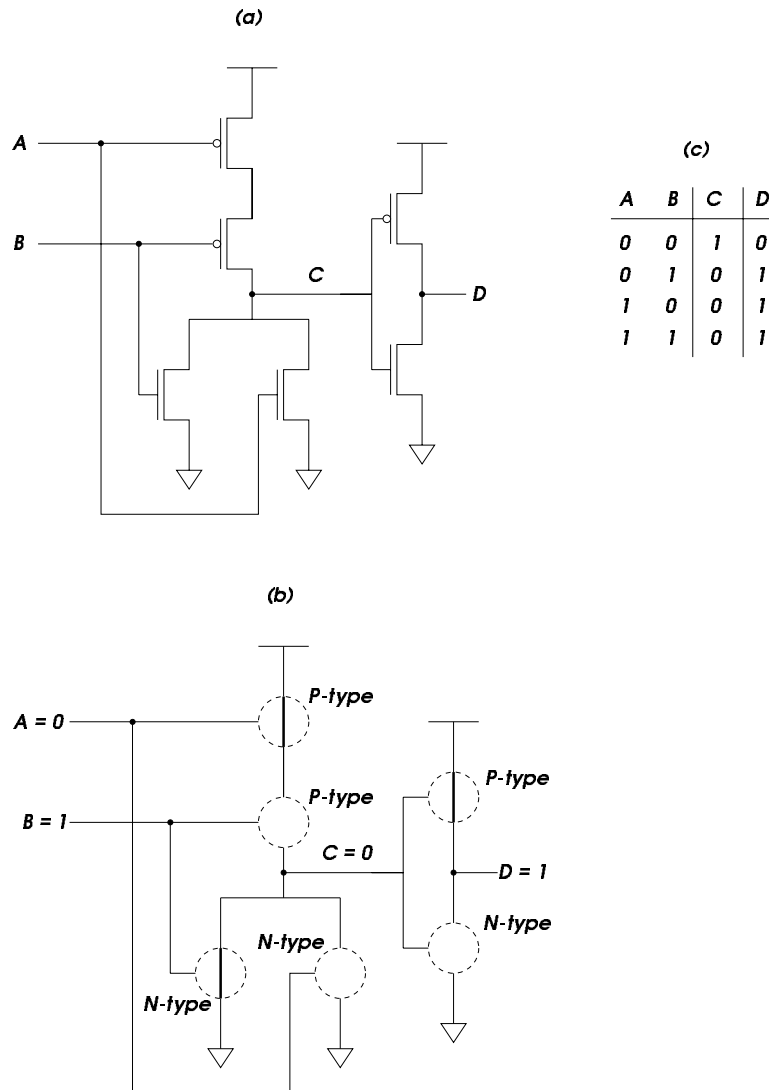 (a)
A
B
C
D
(c)
A B C D
0 0 1 0
0 1 0 1
1 0 0 1
1 1 0 1
(b)
P-type
A = 0
P-type
P-type
B = 1
C = 0
D = 1
N-type
N-type
N-type